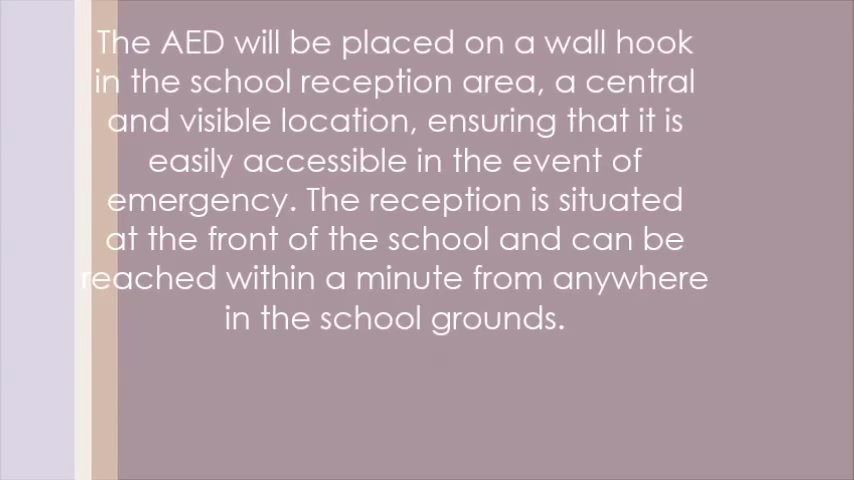 The AED will be placed on a wall hook
in the school reception area, a central
and visible location, ensuring that it is
easily accessible in the event of
emergency. The reception is situated
at the front of the school and can be
reached within a minute from anywhere
in the school grounds.